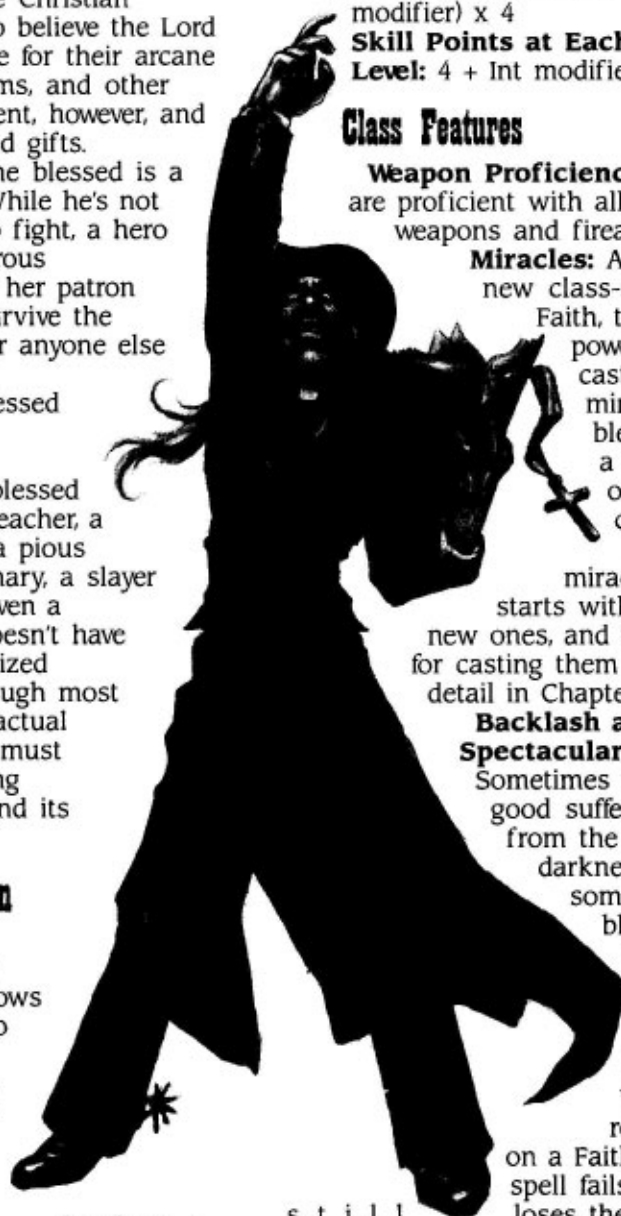 e Christian
o believe the Lord
e for their arcane
ms, and other
ent, however, and
d gifts.
he blessed is a
While he's not
o fight, a hero
rous
her patron
rvive the
r anyone else
essed
blessed
eacher, a
a pious
nary, a slayer
ven a
oesn't have
ized
ugh most
actual
must
ng
nd its
n
ows
o
s t i l l
modifier) x 4
Skill Points at Each
Level: 4 + Int modifie
Class Features
Weapon Proficienc
are proficient with all
weapons and firea
Miracles: A
new class-
Faith, t
pow
cas
mir
ble
a
o
c
mirac
starts with
new ones, and
for casting them
detail in Chapte
Backlash a
Spectacular
Sometimes
good suffe
from the
darkne
som
bl
re
on a Fait
spell fails
loses the